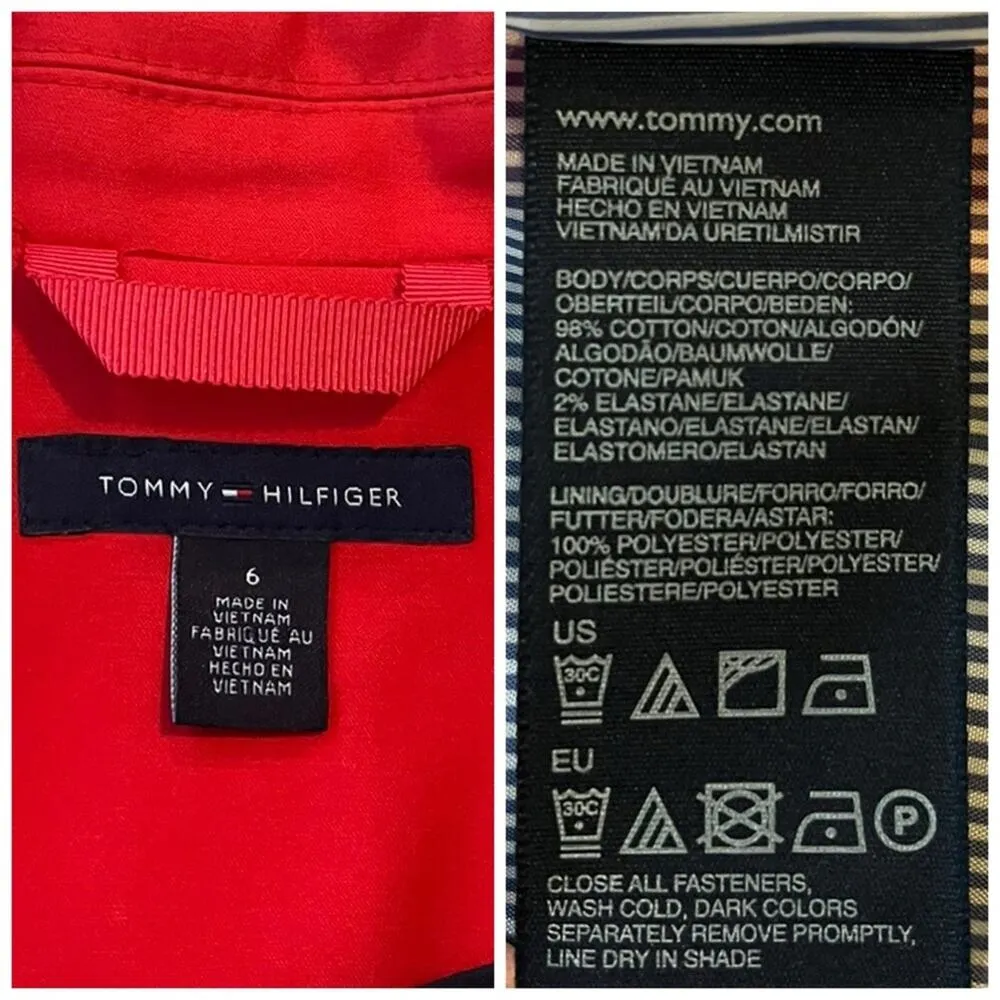 TOMMY HILFIGER
6
MADE IN
VIETNAM
FABRIQUÉ AU
VIETNAM
HECHO EN
VIETNAM
www.tommy.com
MADE IN VIETNAM
FABRIQUÉ AU VIETNAM
HECHO EN VIETNAM
VIETNAM'DA URETILMISTIR
BODY/CORPS/CUERPO/CORPO/
OBERTEIL/CORPO/BEDEN:
98% COTTON/COTON/ALGODÓN/
ALGODÃO/BAUMWOLLE/
COTONE/PAMUK
2% ELASTANE/ELASTANE/
ELASTANO/ELASTANE/ELASTAN/
ELASTOMERO/ELASTAN
LINING/DOUBLURE/FORRO/FORRO/
FUTTER/FODERA/ASTAR:
100% POLYESTER/POLYESTER/
POLIÉSTER/POLIÉSTER/POLYESTER/
POLIESTERE/POLYESTER
US
30C
EU
30C
P
CLOSE ALL FASTENERS,
WASH COLD, DARK COLORS
SEPARATELY REMOVE PROMPTLY,
LINE DRY IN SHADE